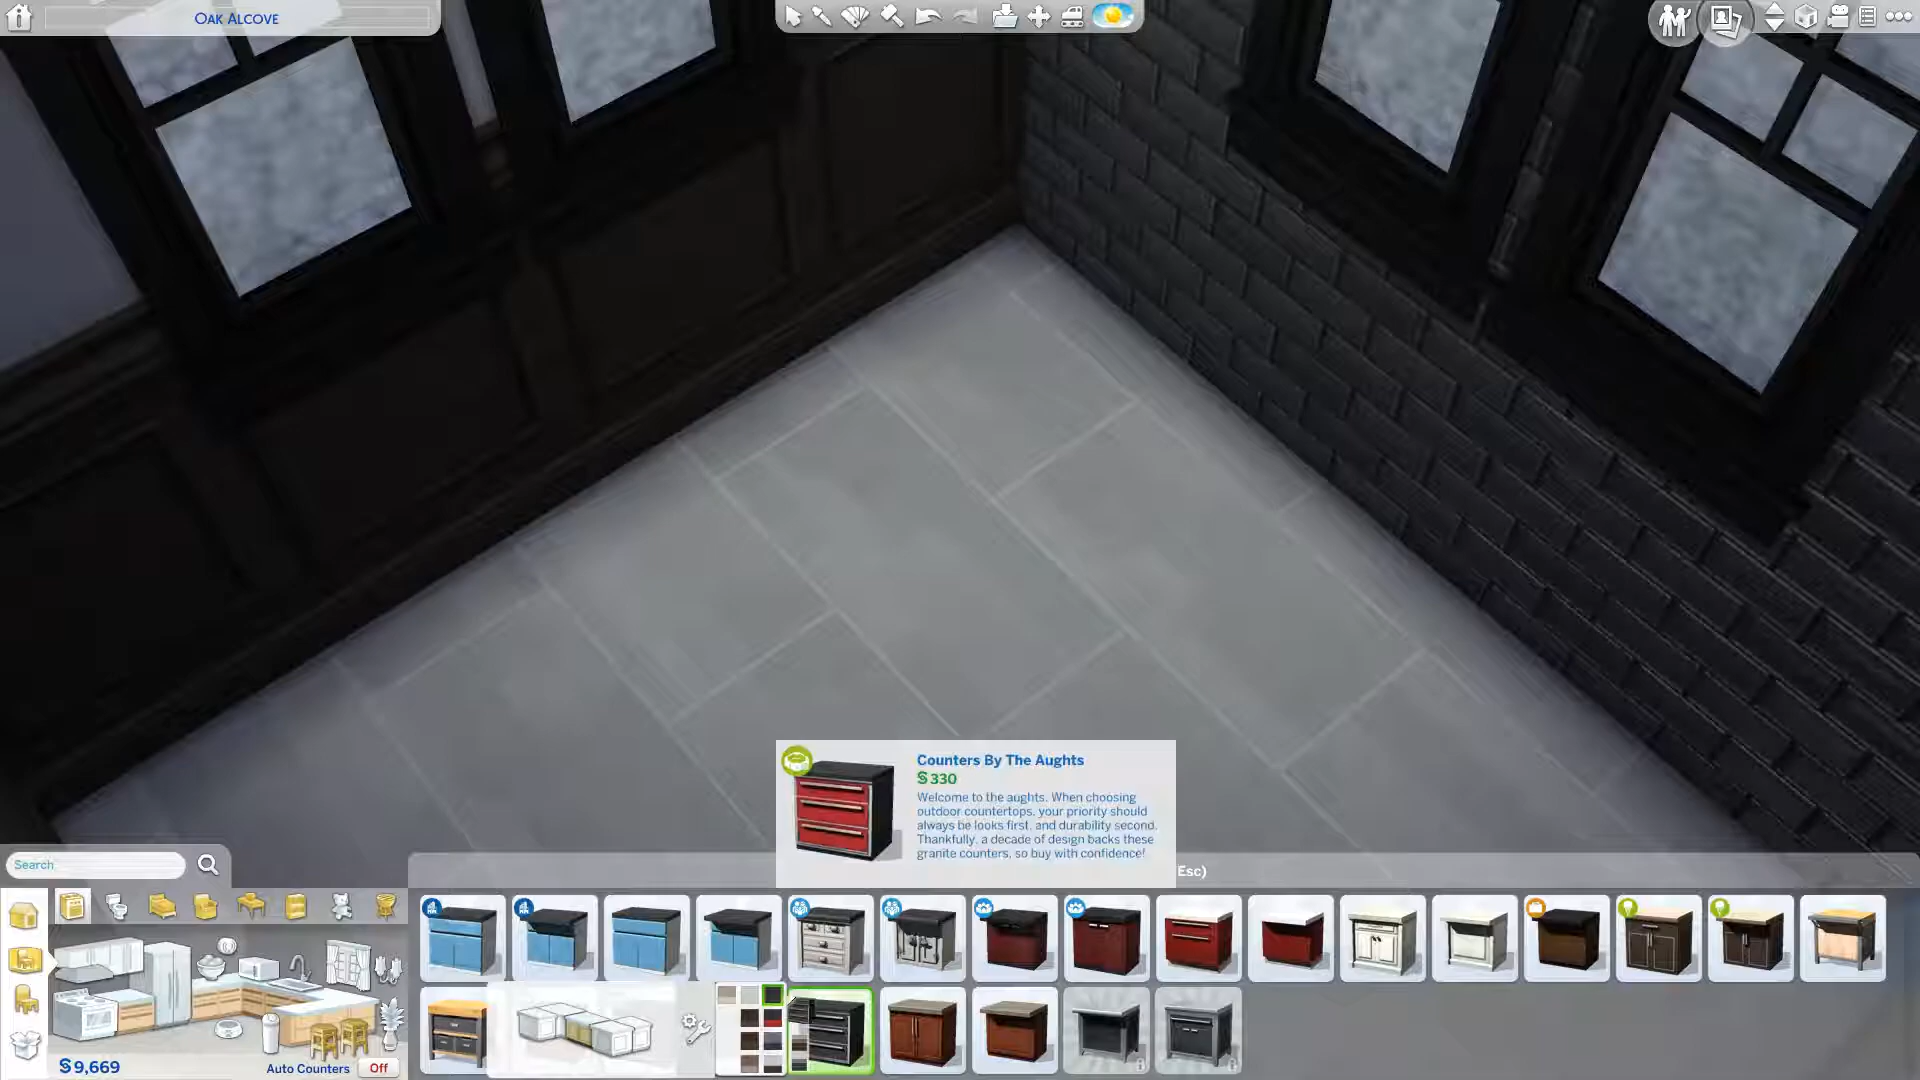 Oak Alcove
Counters By The Aughts
§330
Welcome to the aughts. When choosing
outdoor countertops, your priority should
always be looks first, and durability second.
Thankfully, a decade of design backs these
granite counters, so buy with confidence!
Esc)
Search
§9,669
Auto Counters
Off